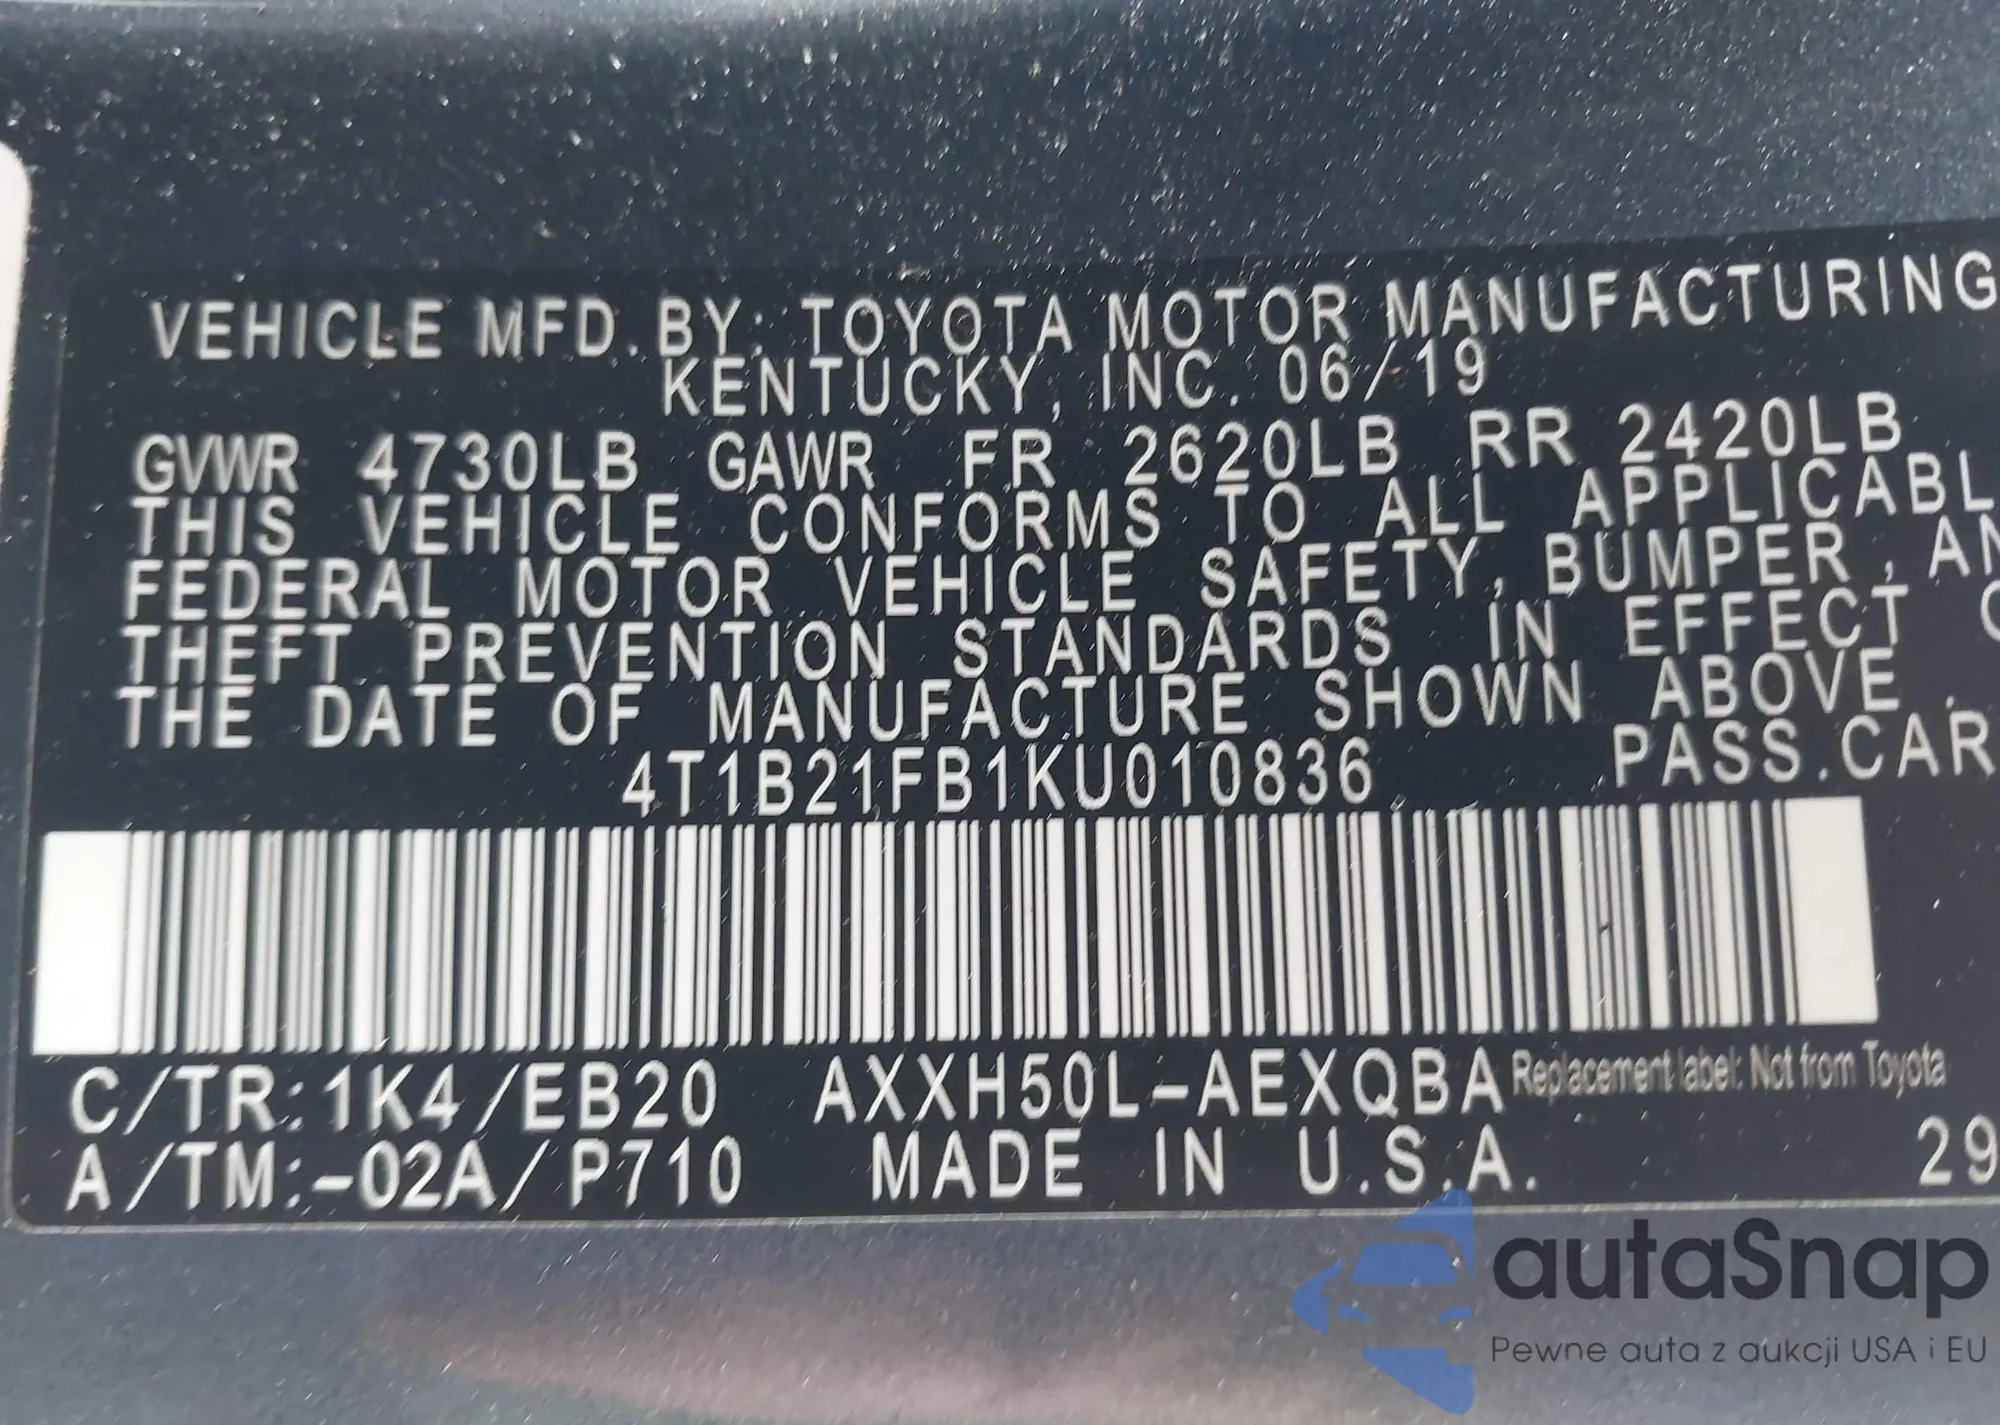 VEHICLE MFD. BY: TOYOTA MOTOR MANUFACTURING
KENTUCKY, INC. 06/19
GVWR 4730LB GAWR FR 2620LB RR 2420LB
THIS VEHICLE CONFORMS TO ALL APPLICABL
FEDERAL MOTOR VEHICLE SAFETY, BUMPER, AN
THEFT PREVENTION STANDARDS IN EFFECT O
THE DATE OF MANUFACTURE SHOWN ABOVE.
4T1B21FB1KU010836 PASS.CAR
C/TR:1K4/EB20 AXXH50L-AEXQBA Replacement label: Not from Toyota
A/TM:-02A/P710 MADE IN U.S.A. 29
autaSnap
Pewne auta z aukcji USA i EU